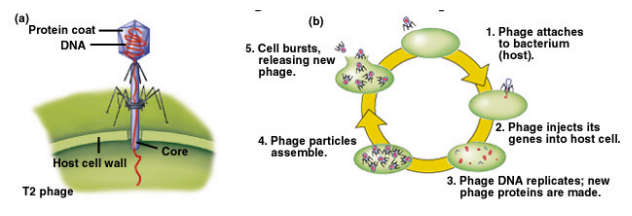 (a)
Protein coat
DNA
Host cell wall
Core
T2 phage
(b)
1. Phage attaches
to bacterium
(host).
2. Phage injects its
genes into host cell.
3. Phage DNA replicates; new
phage proteins are made.
4. Phage particles
assemble.
5. Cell bursts,
releasing new
phage.